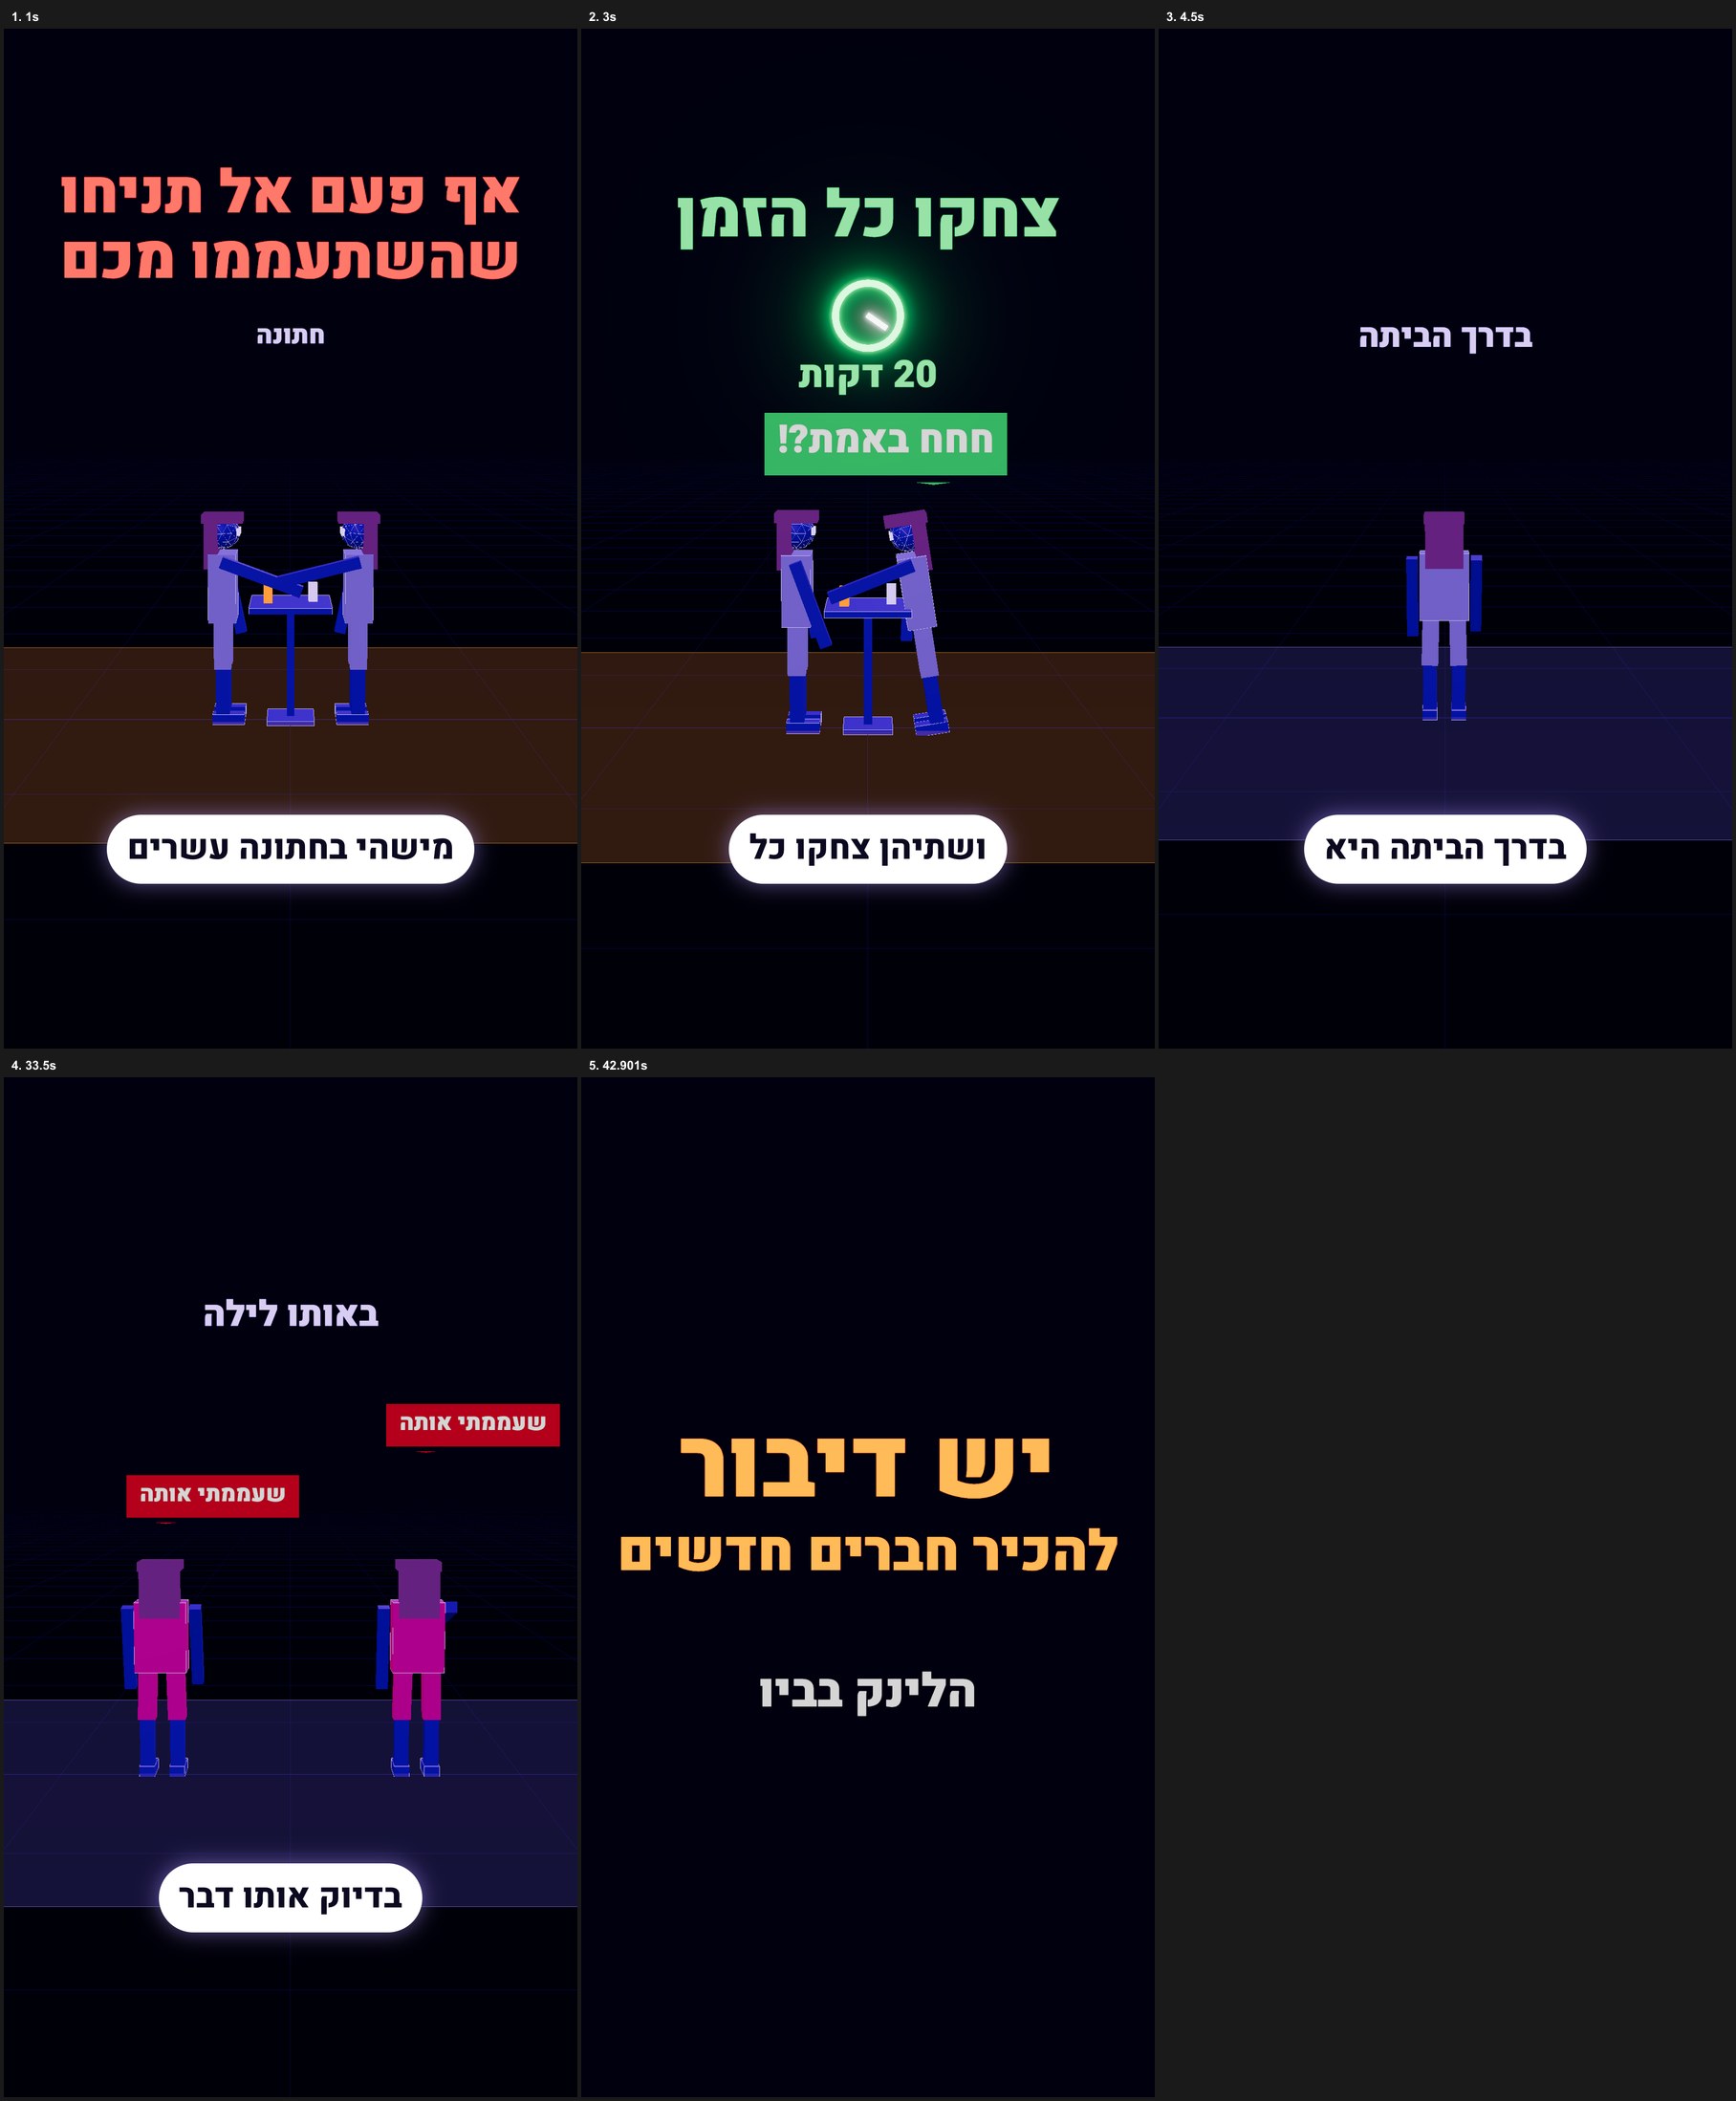 1. 1s
אף פעם אל תניחו
שהשתעממו מכם
חתונה
מישהי בחתונה עשרים
2. 3s
צחקו כל הזמן
20 דקות
חחח באמת?!
ושתיהן צחקו כל
3. 4.5s
בדרך הביתה
בדרך הביתה היא
4. 33.5s
באותו לילה
שעממתי אותה
שעממתי אותה
בדיוק אותו דבר
5. 42.901s
יש דיבור
להכיר חברים חדשים
הלינק בביו